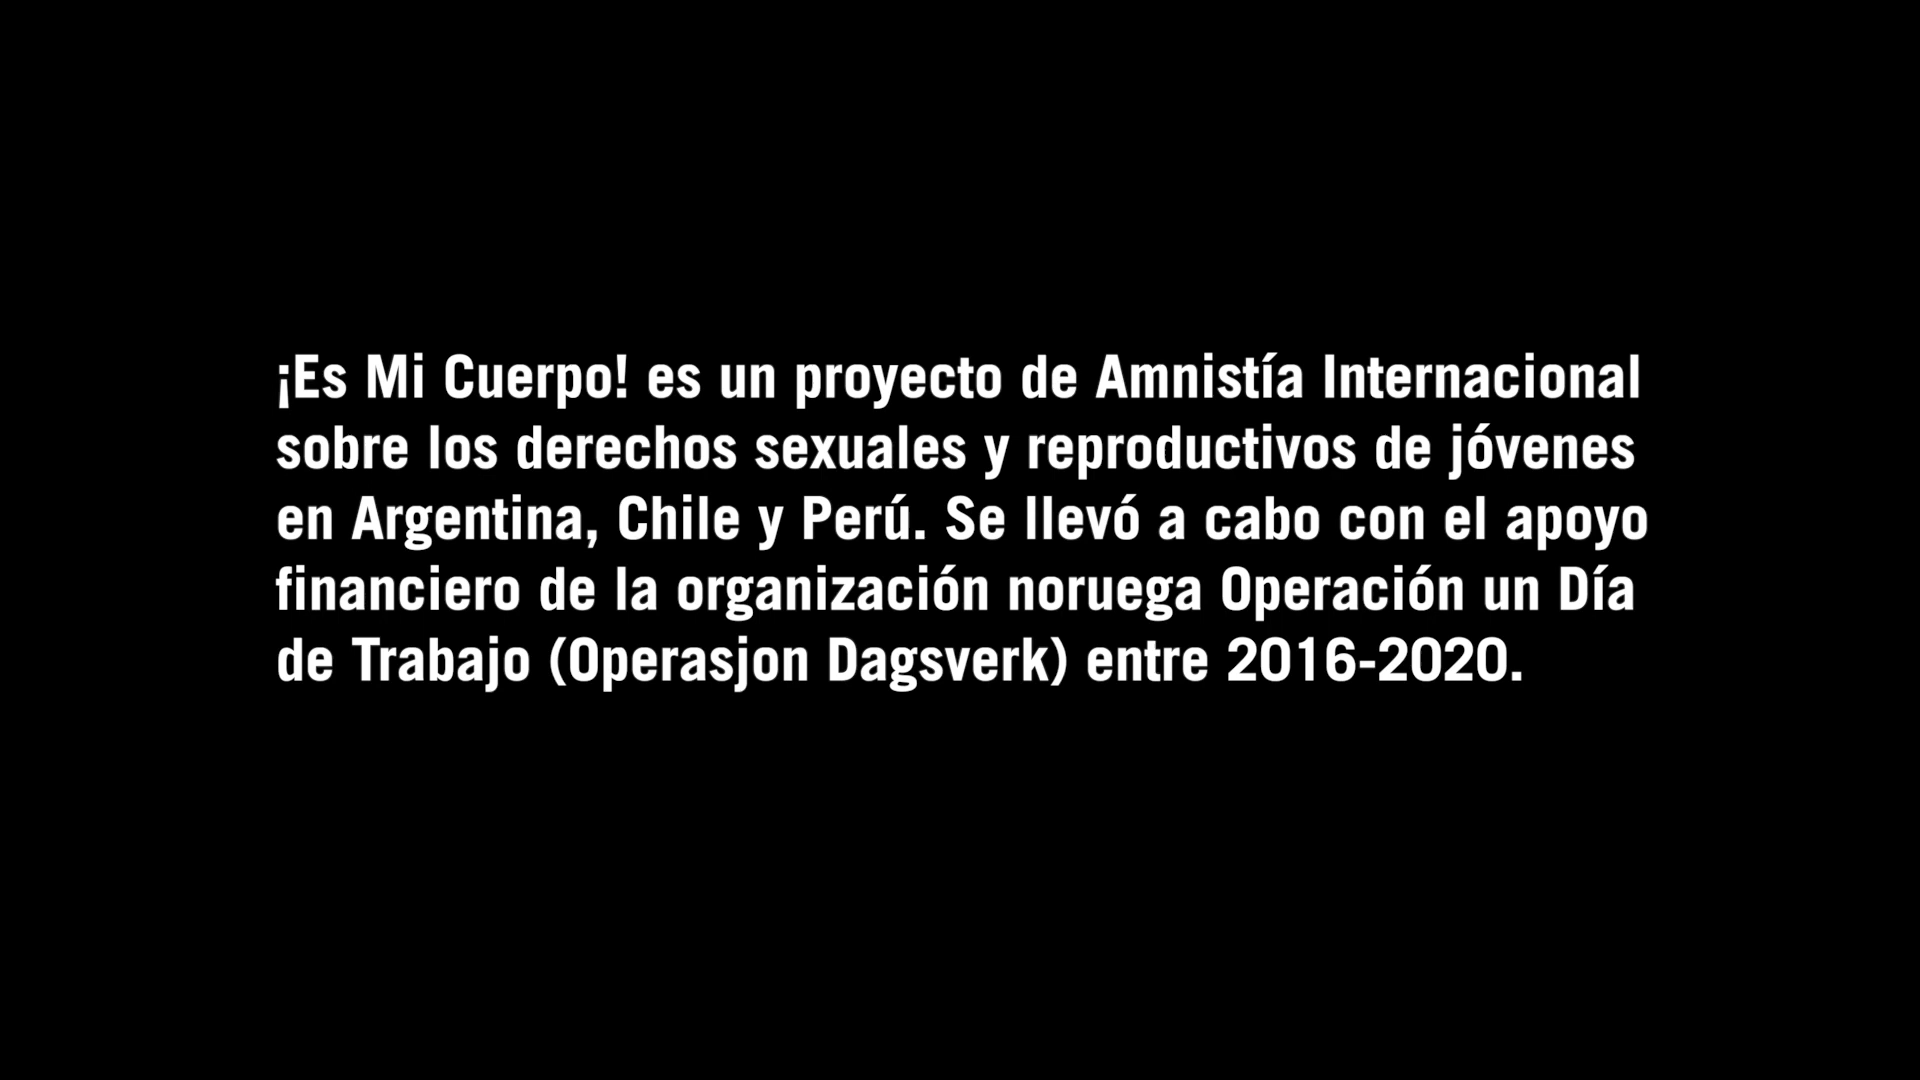 ¡Es Mi Cuerpo! es un proyecto de Amnistía Internacional
sobre los derechos sexuales y reproductivos de jóvenes
en Argentina, Chile y Perú. Se llevó a cabo con el apoyo
financiero de la organización noruega Operación un Día
de Trabajo (Operasjon Dagsverk) entre 2016-2020.